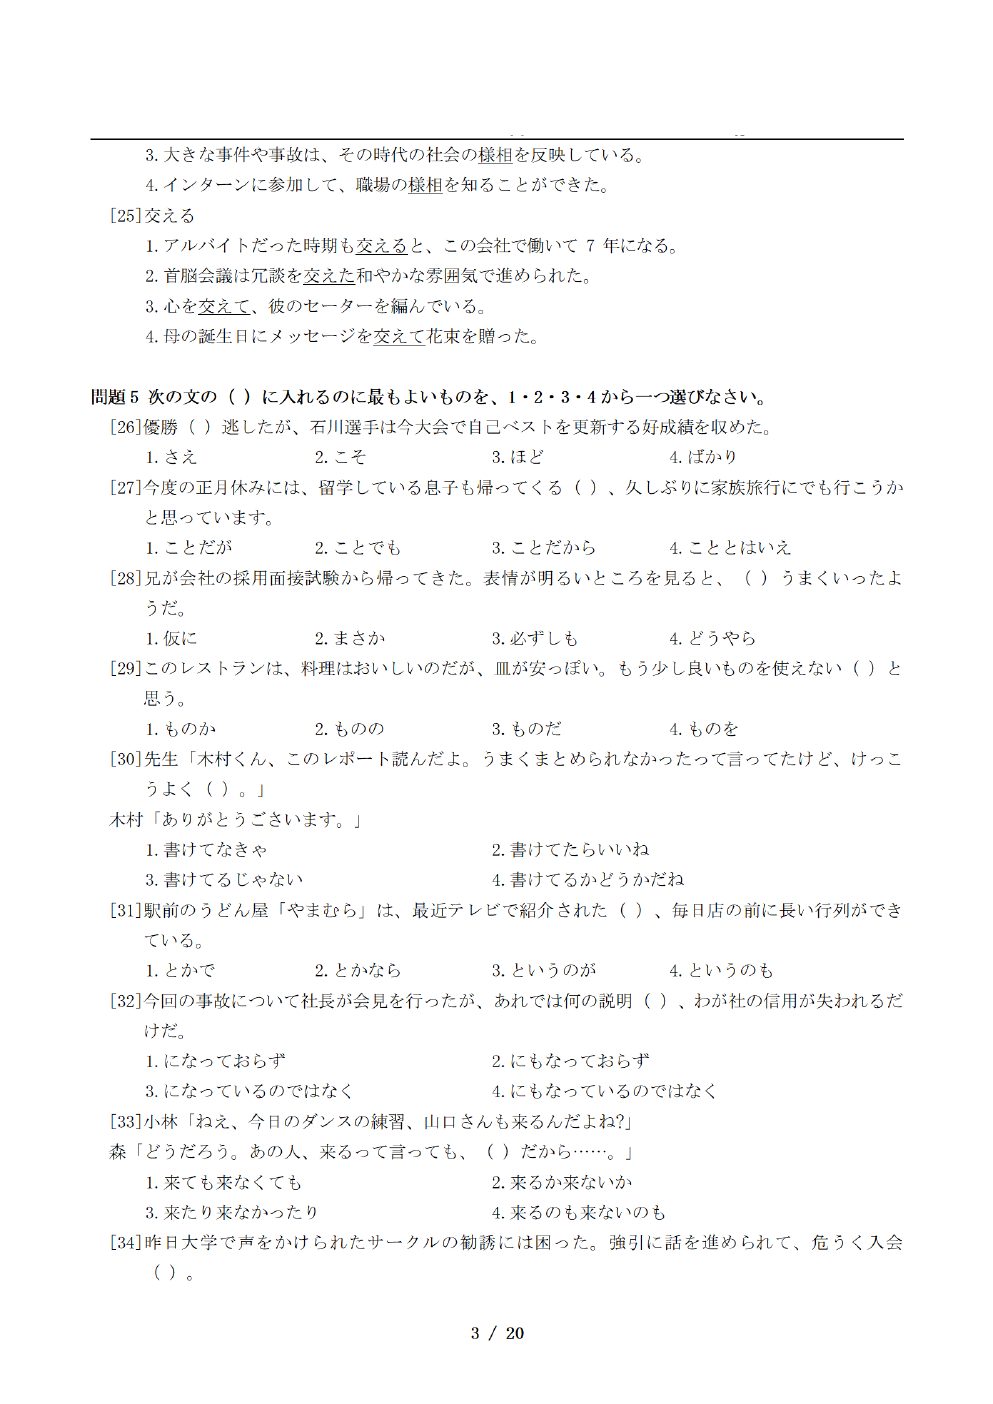 3.大きな事件や事故は、その時代の社会の様相を反映している。
4.インターンに参加して、職場の様相を知ることができた。
[25]交える
1.アルバイトだった時期も交えると、この会社で働いて 7 年になる。
2.首脳会議は冗談を交えた和やかな雰囲気で進められた。
3.心を交えて、彼のセーターを編んでいる。
4.母の誕生日にメッセージを交えて花束を贈った。
問題 5 次の文の（ ）に入れるのに最もよいものを、1・2・3・4 から一つ選びなさい。
[26]優勝（ ）逃したが、石川選手は今大会で自己ベストを更新する好成績を収めた。
1.さえ 2.こそ 3.ほど 4.ばかり
[27]今度の正月休みには、留学している息子も帰ってくる（ ）、久しぶりに家族旅行にでも行こうか
と思っています。
1.ことだが 2.ことでも 3.ことだから 4.こととはいえ
[28]兄が会社の採用面接試験から帰ってきた。表情が明るいところを見ると、（ ）うまくいったよ
うだ。
1.仮に 2.まさか 3.必ずしも 4.どうやら
[29]このレストランは、料理はおいしいのだが、皿が安っぽい。もう少し良いものを使えない（ ）と
思う。
1.ものか 2.ものの 3.ものだ 4.ものを
[30]先生「木村くん、このレポート読んだよ。うまくまとめられなかったって言ってたけど、けっこ
うよく（ ）。」
木村「ありがとうごさいます。」
1.書けてなきゃ 2.書けてたらいいね
3.書けてるじゃない 4.書けてるかどうかだね
[31]駅前のうどん屋「やまむら」は、最近テレビで紹介された（ ）、毎日店の前に長い行列ができ
ている。
1.とかで 2.とかなら 3.というのが 4.というのも
[32]今回の事故について社長が会見を行ったが、あれでは何の説明（ ）、わが社の信用が失われるだ
けだ。
1.になっておらず 2.にもなっておらず
3.になっているのではなく 4.にもなっているのではなく
[33]小林「ねえ、今日のダンスの練習、山口さんも来るんだよね?」
森「どうだろう。あの人、来るって言っても、（ ）だから……。」
1.来ても来なくても 2.来るか来ないか
3.来たり来なかったり 4.来るのも来ないのも
[34]昨日大学で声をかけられたサークルの勧誘には困った。強引に話を進められて、危うく入会
（ ）。
3 / 20